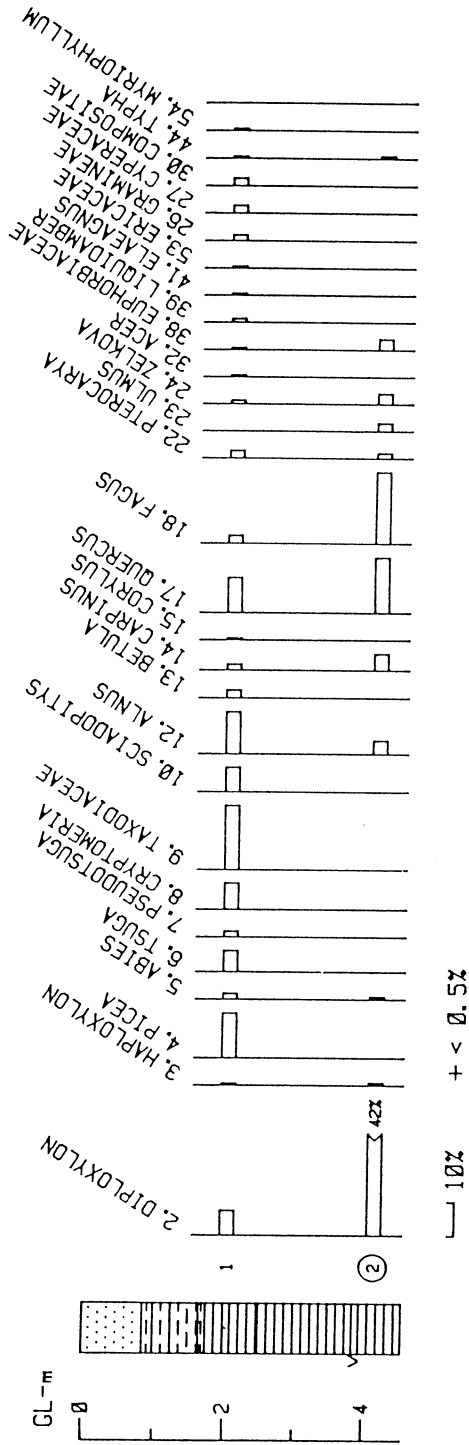 GL-m
0
2
4
1
2
42%
2. DIPLOXYLON
3. HAPLOXYLON
4. PICEA
5. ABIES
6. TSUGA
7. PSEUDOTSUGA
8. CRYPTOMERIA
9. TAXODIACEAE
10. SCIADOPITYS
12. ALNUS
13. BETULA
14. CARPINUS
15. CORYLUS
17. QUERCUS
18. FAGUS
22. PTEROCARYA
23. ULMUS
24. ZELKOVA
32. ACER
38. EUPHORBIACEAE
39. LIQUIDAMBER
41. ELAEAGNUS
53. ERICACEAE
26. GRAMINEAE
27. CYPERACEAE
30. COMPOSITAE
44. TYPHA
54. MYRIOPHYLLUM
10%
+ < 0.5%